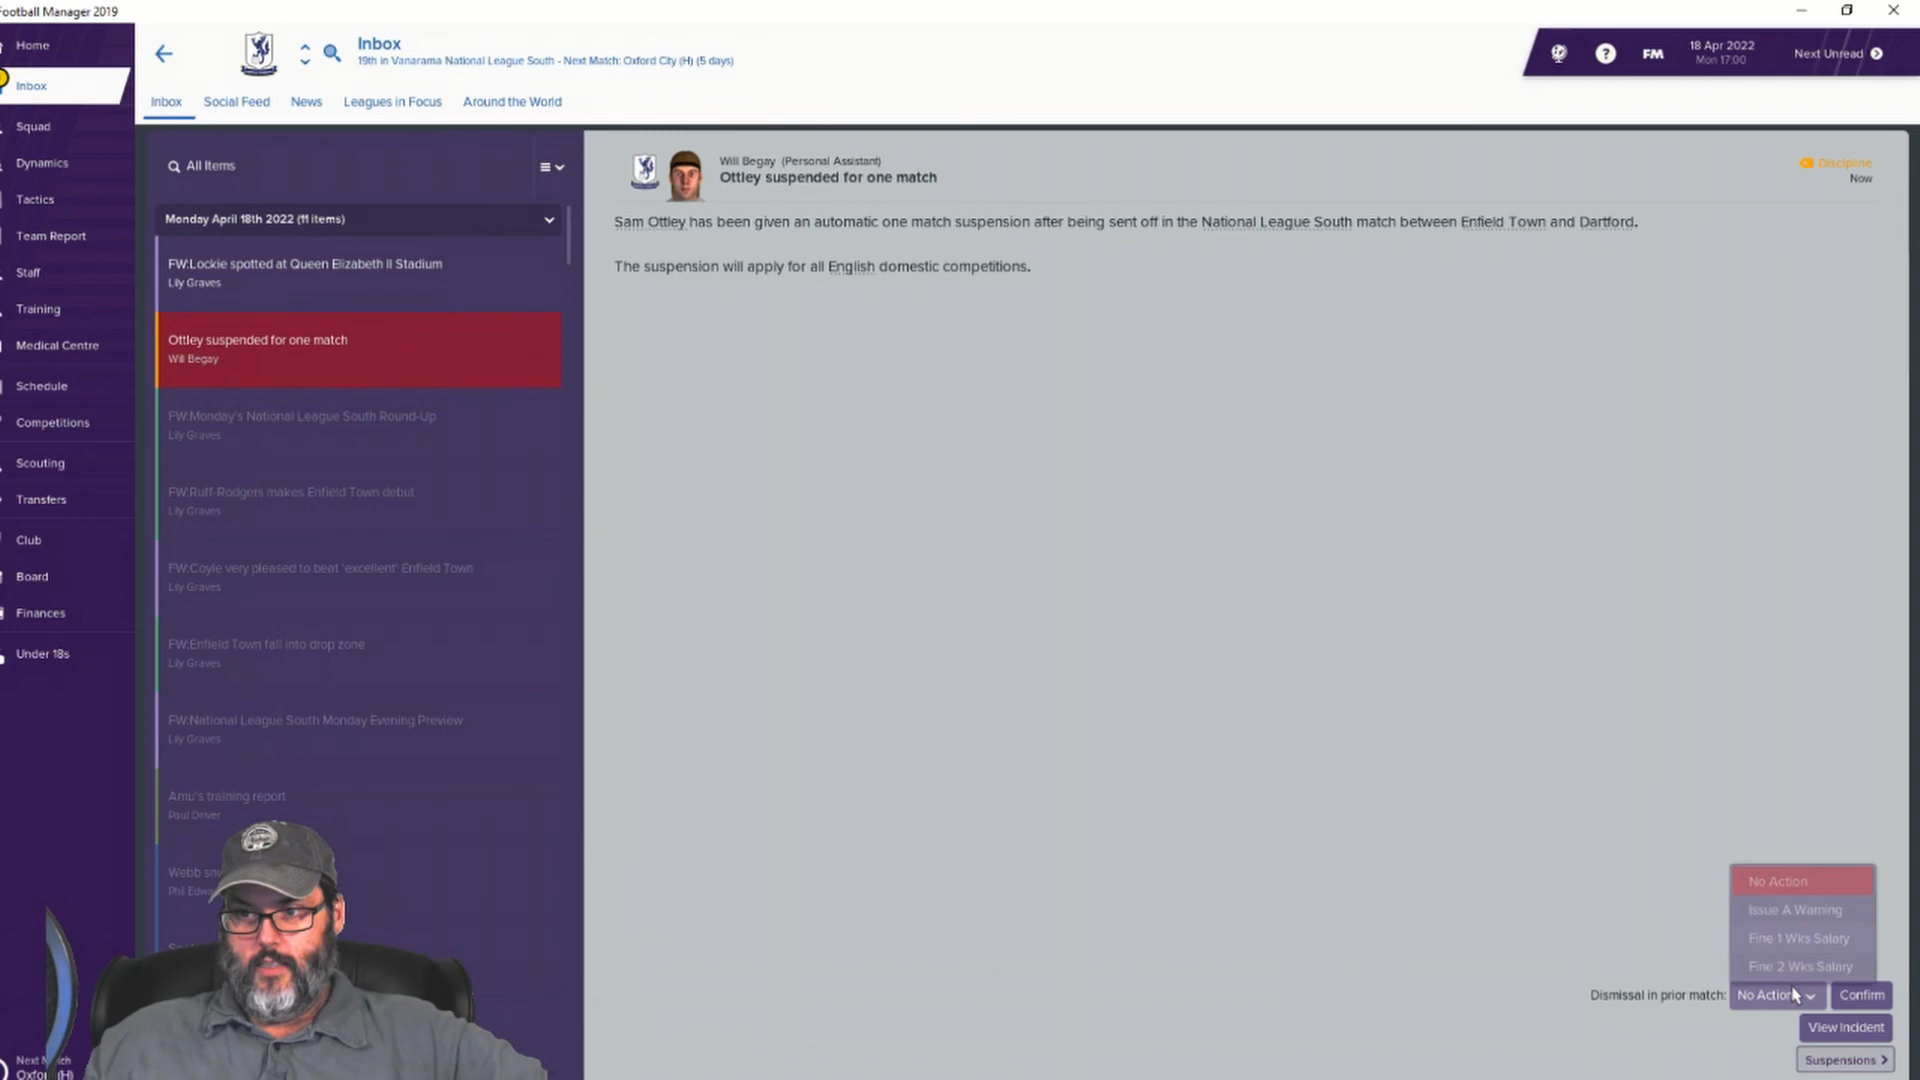 Football Manager 2019
Home
Inbox
Squad
Dynamics
Tactics
Team Report
Staff
Training
Medical Centre
Schedule
Competitions
Scouting
Transfers
Club
Board
Finances
Under 18s
Inbox
19th in Vanarama National League South - Next Match: Oxford City (H) (5 days)
FM
18 Apr 2022
Mon 17:00
Next Unread
Inbox
Social Feed
News
Leagues in Focus
Around the World
All Items
Monday April 18th 2022 (11 items)
FW:Lockie spotted at Queen Elizabeth II Stadium
Lily Graves
Ottley suspended for one match
Will Begay
FW:Monday's National League South Round-Up
Lily Graves
FW:Ruff-Rodgers makes Enfield Town debut
Lily Graves
FW:Coyle very pleased to beat 'excellent' Enfield Town
Lily Graves
FW:Enfield Town fall into drop zone
Lily Graves
FW:National League South Monday Evening Preview
Lily Graves
Amu's training report
Paul Driver
Webb
Will Begay (Personal Assistant)
Ottley suspended for one match
Discipline
Now
Sam Ottley has been given an automatic one match suspension after being sent off in the National League South match between Enfield Town and Dartford.
The suspension will apply for all English domestic competitions.
No Action
Issue A Warning
Fine 1 Wks Salary
Fine 2 Wks Salary
Dismissal in prior match: No Action
Confirm
View Incident
Suspensions
Next
(H)